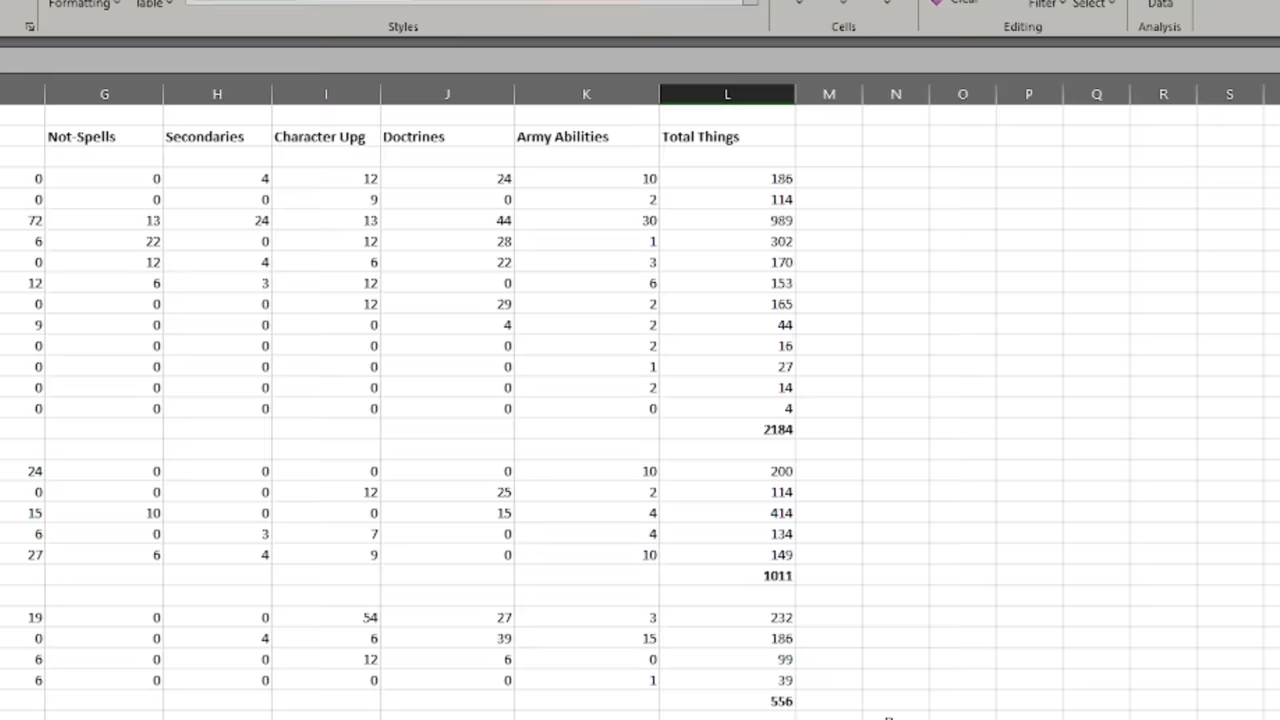 Formatting Table Clear Filter Select Data
Styles Cells Editing Analysis
G H I J K L M N O P Q R S
Not-Spells Secondaries Character Upg Doctrines Army Abilities Total Things
0 0 4 12 24 10 186
0 0 0 9 0 2 114
72 13 24 13 44 30 989
6 22 0 12 28 1 302
0 12 4 6 22 3 170
12 6 3 12 0 6 153
0 0 0 12 29 2 165
9 0 0 0 4 2 44
0 0 0 0 0 2 16
0 0 0 0 0 1 27
0 0 0 0 0 2 14
0 0 0 0 0 0 4
2184
24 0 0 0 0 10 200
0 0 0 12 25 2 114
15 10 0 0 15 4 414
6 0 3 7 0 4 134
27 6 4 9 0 10 149
1011
19 0 0 54 27 3 232
0 0 4 6 39 15 186
6 0 0 12 6 0 99
6 0 0 0 0 1 39
556